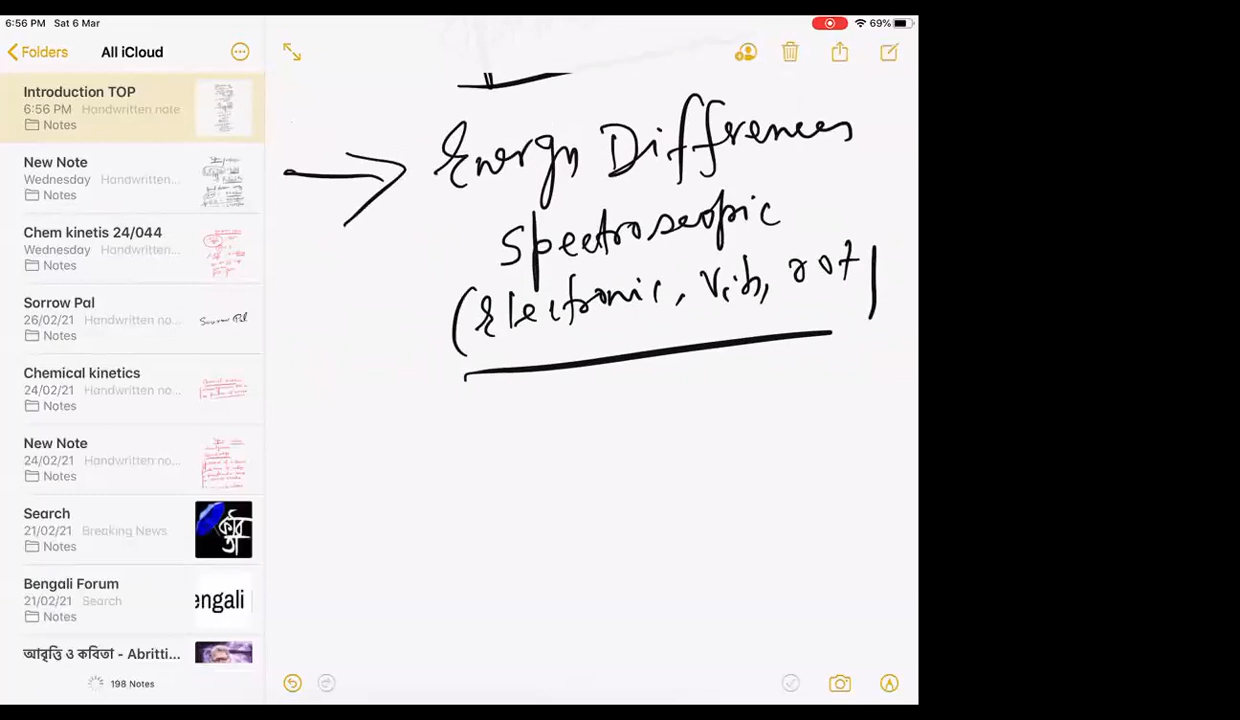 6:56 PM Sat 6 Mar
69%
Folders
All iCloud
Introduction TOP
6:56 PM Handwritten note
Notes
New Note
Wednesday Handwritten...
Notes
Chem kinetis 24/044
Wednesday Handwritten...
Notes
Sorrow Pal
26/02/21 Handwritten no...
Notes
Sorrow Pal
Chemical kinetics
24/02/21 Handwritten no...
Notes
New Note
24/02/21 Handwritten no...
Notes
Search
21/02/21 Breaking News
Notes
কবি
তা
Bengali Forum
21/02/21 Search
Notes
engali
আবৃত্তি ও কবিতা - Abritti...
198 Notes
Energy Differences
Spectroscopic
(Electronic, Vib, rot)